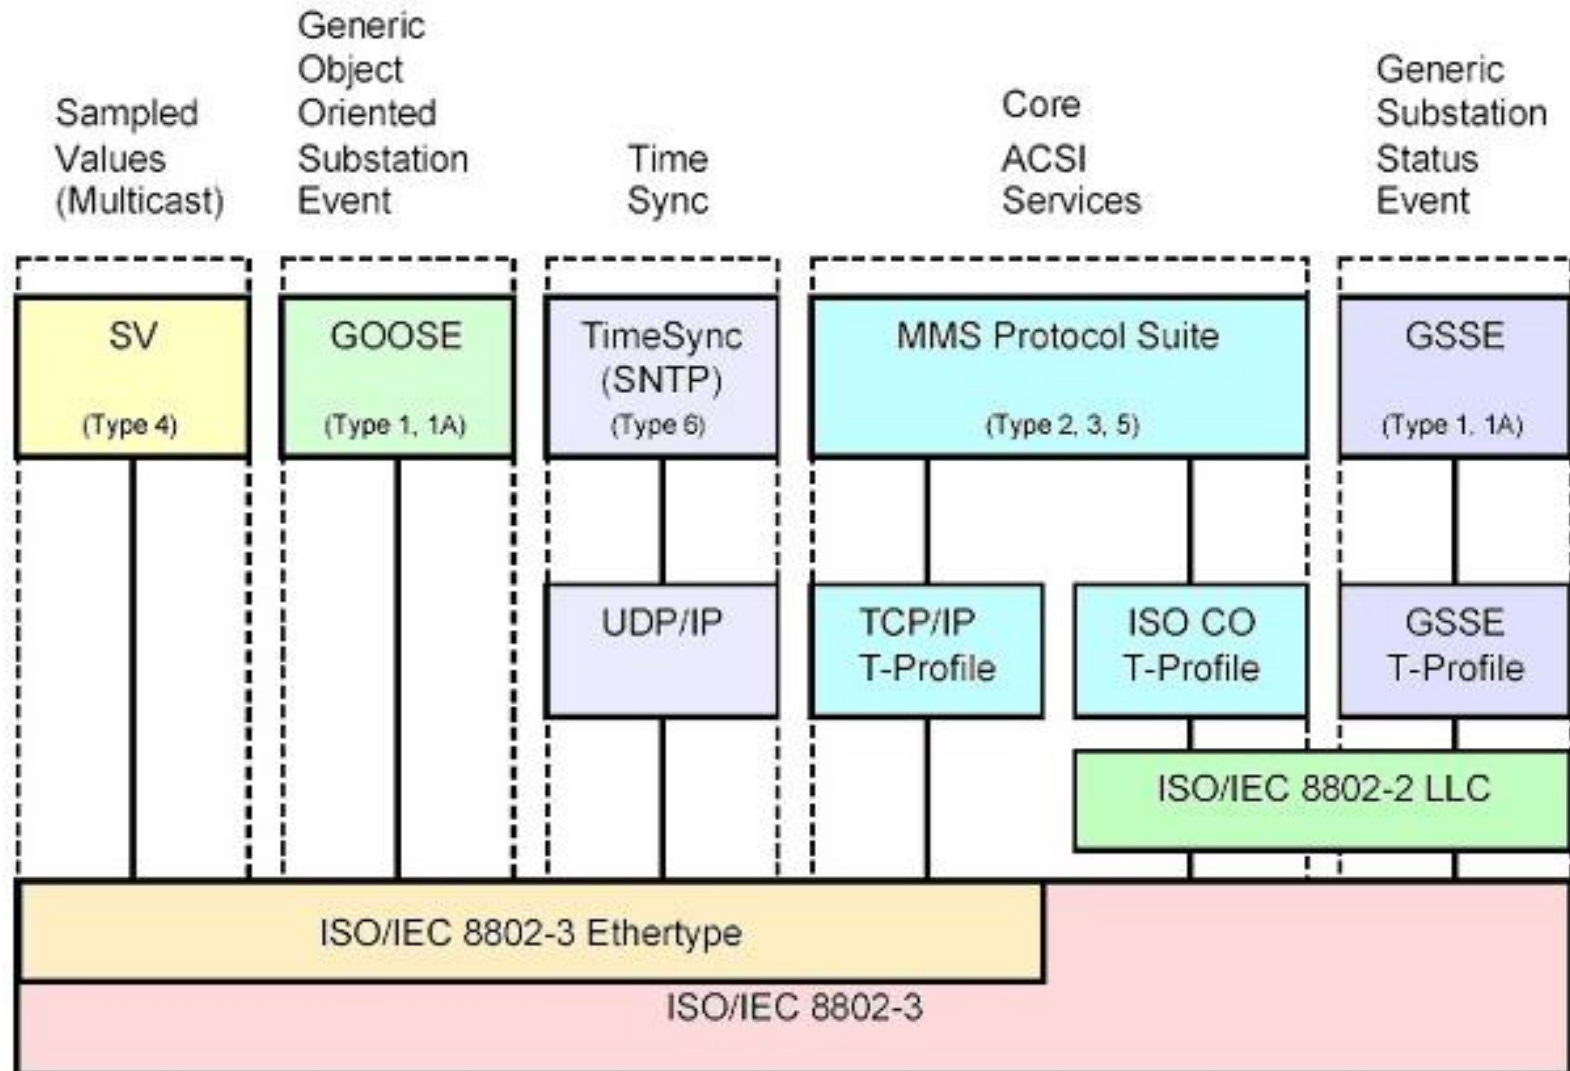 Sampled
Values
(Multicast)
Generic
Object
Oriented
Substation
Event
Time
Sync
Core
ACSI
Services
Generic
Substation
Status
Event
SV
(Type 4)
GOOSE
(Type 1, 1A)
TimeSync
(SNTP)
(Type 6)
MMS Protocol Suite
(Type 2, 3, 5)
GSSE
(Type 1, 1A)
UDP/IP
TCP/IP
T-Profile
ISO CO
T-Profile
GSSE
T-Profile
ISO/IEC 8802-2 LLC
ISO/IEC 8802-3 Ethertype
ISO/IEC 8802-3